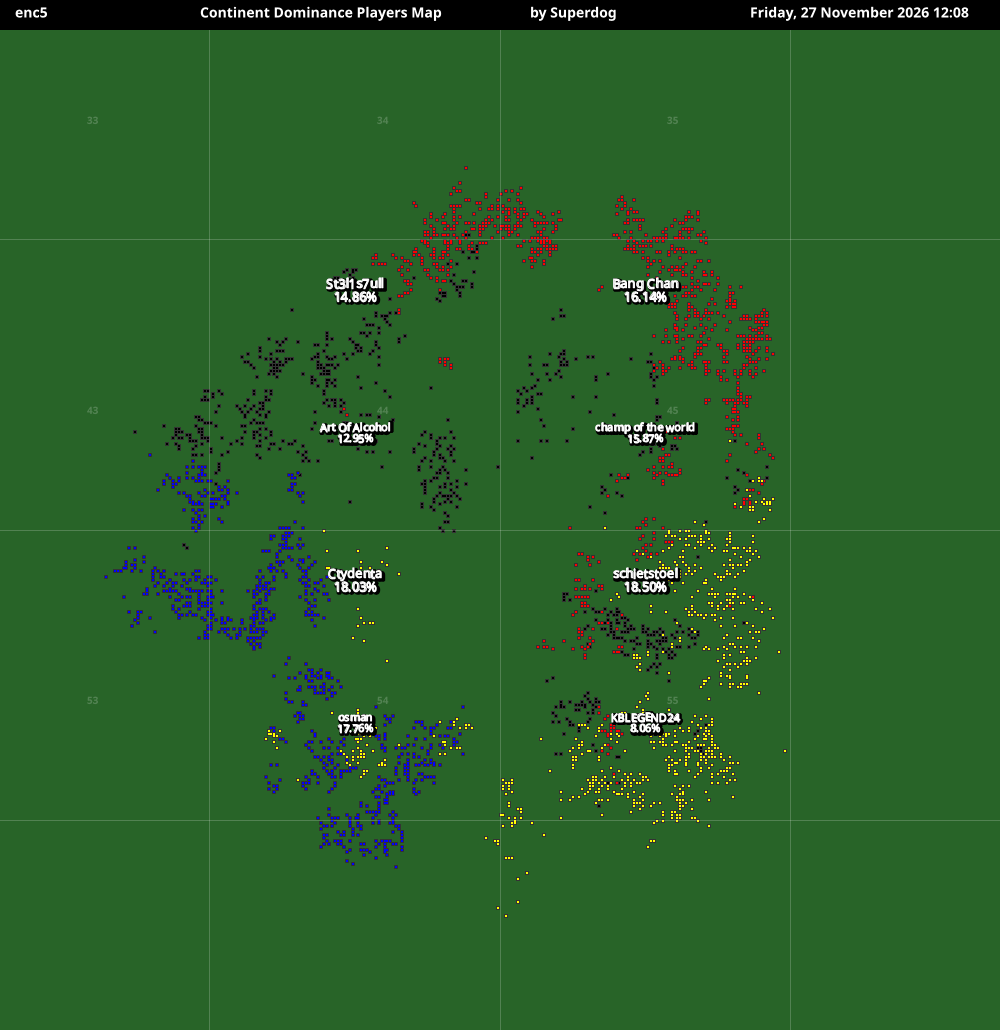 enc5 Continent Dominance Players Map by Superdog Friday, 27 November 2026 12:08
33 34 35
St3l1s7ull Bang Chan
14.86% 16.14%
43 44 45
Art Of Alcohol champ of the world
12.95% 15.87%
Ctydenta schietstoel
18.03% 18.50%
53 54 55
osman KBLEGEND24
17.76% 8.06%